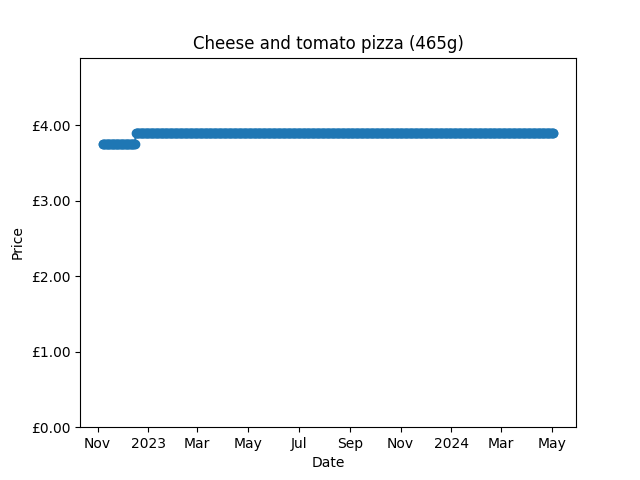 Cheese and tomato pizza (465g)
£4.00
£3.00
£2.00
£1.00
£0.00
Price
Nov 2023 Mar May Jul Sep Nov 2024 Mar May
Date